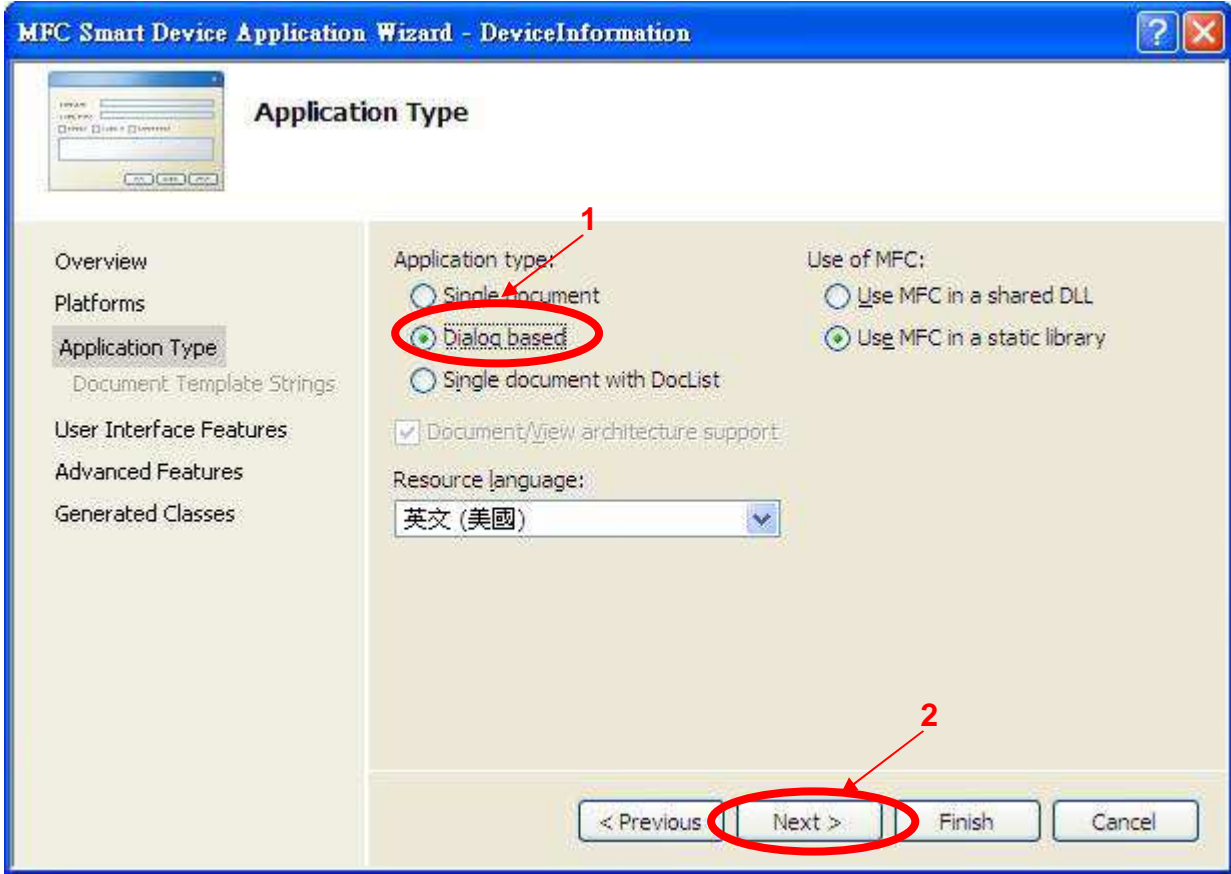 MFC Smart Device Application Wizard - DeviceInformation
Application Type
1
Overview
Platforms
Application Type
Document Template Strings
User Interface Features
Advanced Features
Generated Classes
Application type:
Single document
Dialog based
Single document with DocList
Document/View architecture support
Resource language:
英文 (美國)
Use of MFC:
Use MFC in a shared DLL
Use MFC in a static library
2
< Previous
Next >
Finish
Cancel